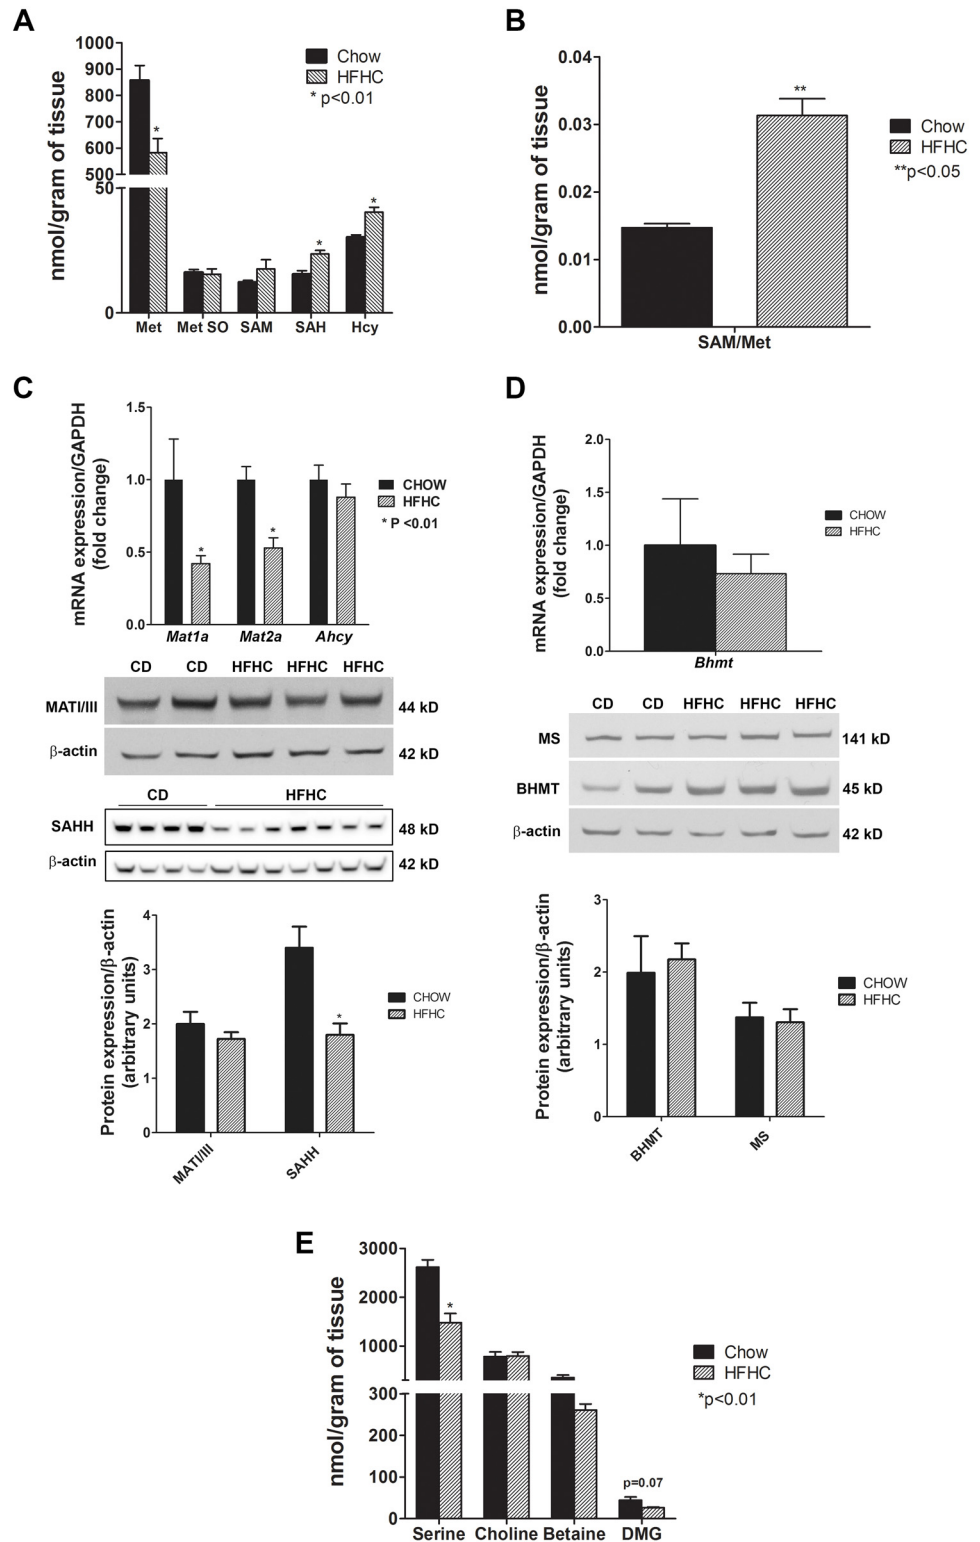 A
nmol/gram of tissue
1000
900
800
700
600
500
50
0
*
*
*
Met Met SO SAM SAH Hcy
Chow
HFHC
* p<0.01
B
nmol/gram of tissue
0.04
0.03
0.02
0.01
0.00
**
SAM/Met
Chow
HFHC
**p<0.05
C
mRNA expression/GAPDH
(fold change)
1.5
1.0
0.5
0.0
*
*
Mat1a Mat2a Ahcy
CHOW
HFHC
* P <0.01
CD CD HFHC HFHC HFHC
MATI/III 44 kD
β-actin 42 kD
CD HFHC
SAHH 48 kD
β-actin 42 kD
Protein expression/β-actin
(arbitrary units)
4
3
2
1
0
*
MATI/III SAHH
CHOW
HFHC
D
mRNA expression/GAPDH
(fold change)
2.0
1.5
1.0
0.5
0.0
Bhmt
CHOW
HFHC
CD CD HFHC HFHC HFHC
MS 141 kD
BHMT 45 kD
β-actin 42 kD
Protein expression/β-actin
(arbitrary units)
3
2
1
0
BHMT MS
CHOW
HFHC
E
nmol/gram of tissue
3000
2000
1000
300
200
100
0
*
p=0.07
Serine Choline Betaine DMG
Chow
HFHC
*p<0.01